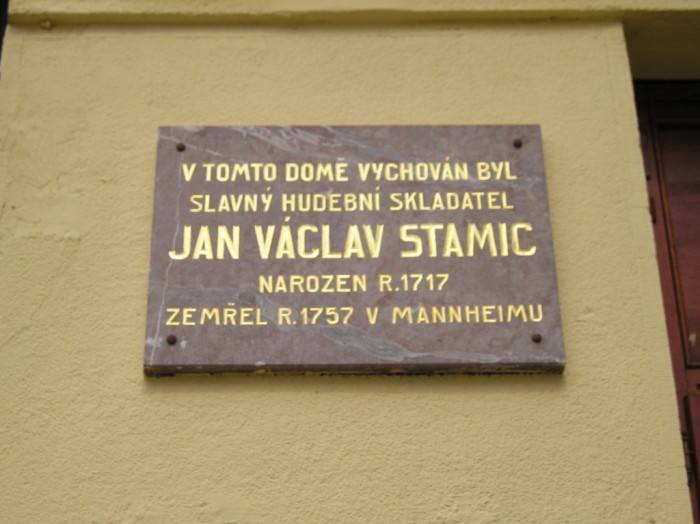 V TOMTO DOMĚ VYCHOVÁN BYL
SLAVNÝ HUDEBNÍ SKLADATEL
JAN VÁCLAV STAMIC
NAROZEN R.1717
ZEMŘEL R.1757 V MANNHEIMU